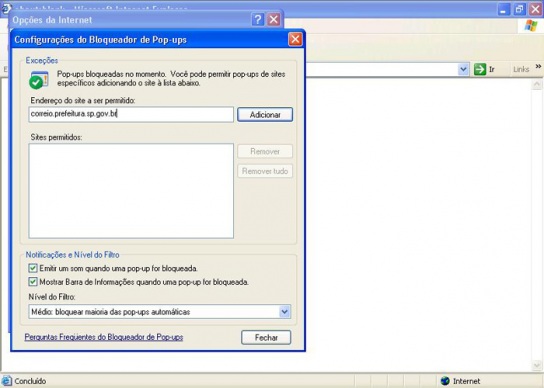 Opções da Internet
Configurações do Bloqueador de Pop-ups
Ir
Links
Exceções
Pop-ups bloqueadas no momento. Você pode permitir pop-ups de sites
específicos adicionando o site à lista abaixo.
Endereço do site a ser permitido:
correio.prefeitura.sp.gov.br
Adicionar
Sites permitidos:
Remover
Remover tudo
Notificações e Nível do Filtro
Emitir um som quando uma pop-up for bloqueada.
Mostrar Barra de Informações quando uma pop-up for bloqueada.
Nível do Filtro:
Médio: bloquear maioria das pop-ups automáticas
Perguntas Freqüentes do Bloqueador de Pop-ups
Fechar
Concluído
Internet